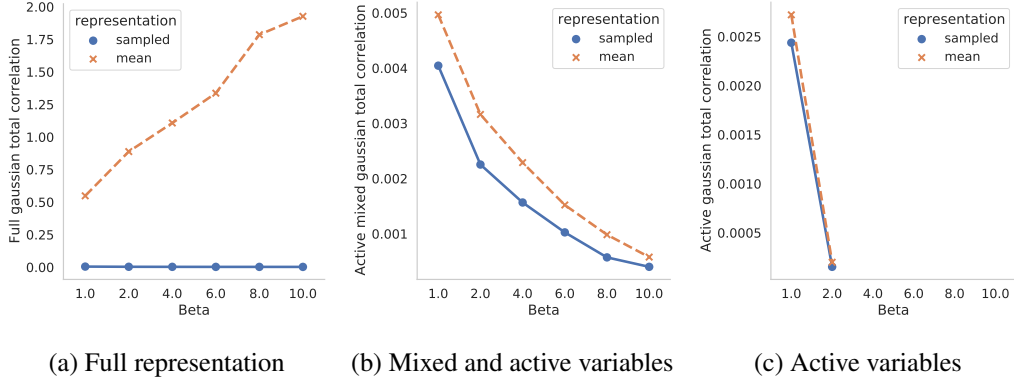 Full gaussian total correlation
2.00
1.75
1.50
1.25
1.00
0.75
0.50
0.25
0.00
representation
sampled
mean
1.0 2.0 4.0 6.0 8.0 10.0
Beta
(a) Full representation
Active mixed gaussian total correlation
0.005
0.004
0.003
0.002
0.001
representation
sampled
mean
1.0 2.0 4.0 6.0 8.0 10.0
Beta
(b) Mixed and active variables
Active gaussian total correlation
0.0025
0.0020
0.0015
0.0010
0.0005
representation
sampled
mean
1.0 2.0 4.0 6.0 8.0 10.0
Beta
(c) Active variables